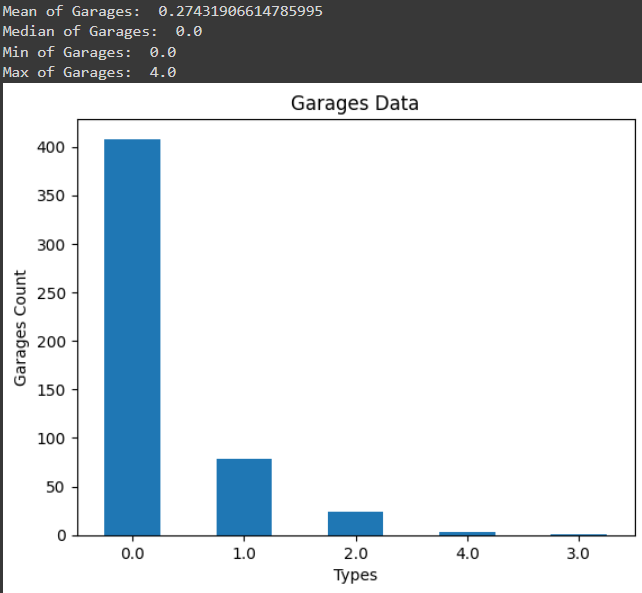 Mean of Garages:  0.27431906614785995
Median of Garages:  0.0
Min of Garages:  0.0
Max of Garages:  4.0
Garages Data
400
350
300
250
200
150
100
50
0
Garages Count
0.0 1.0 2.0 4.0 3.0
Types